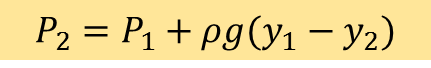 P₂ = P₁ + ρg(y₁ − y₂)